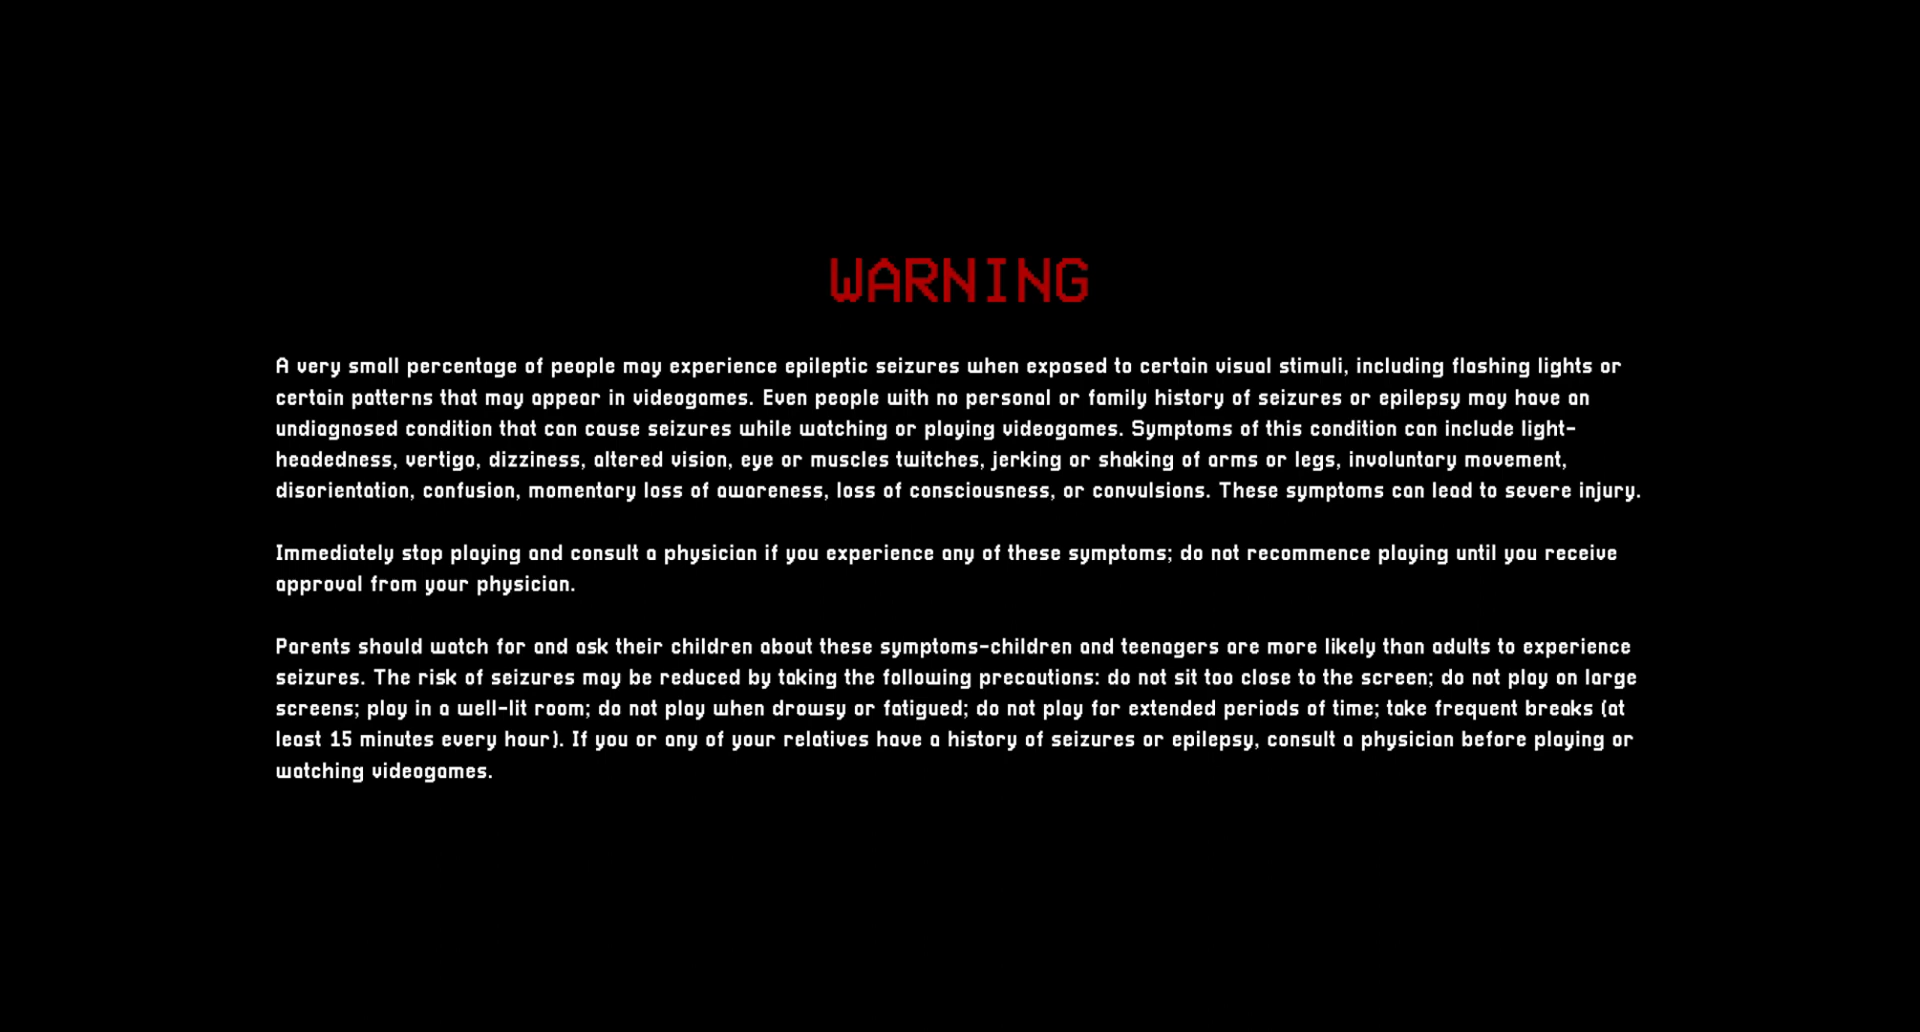 WARNING
A very small percentage of people may experience epileptic seizures when exposed to certain visual stimuli, including flashing lights or
certain patterns that may appear in videogames. Even people with no personal or family history of seizures or epilepsy may have an
undiagnosed condition that can cause seizures while watching or playing videogames. Symptoms of this condition can include light-
headedness, vertigo, dizziness, altered vision, eye or muscles twitches, jerking or shaking of arms or legs, involuntary movement,
disorientation, confusion, momentary loss of awareness, loss of consciousness, or convulsions. These symptoms can lead to severe injury.
Immediately stop playing and consult a physician if you experience any of these symptoms; do not recommence playing until you receive
approval from your physician.
Parents should watch for and ask their children about these symptoms-children and teenagers are more likely than adults to experience
seizures. The risk of seizures may be reduced by taking the following precautions: do not sit too close to the screen; do not play on large
screens; play in a well-lit room; do not play when drowsy or fatigued; do not play for extended periods of time; take frequent breaks (at
least 15 minutes every hour). If you or any of your relatives have a history of seizures or epilepsy, consult a physician before playing or
watching videogames.